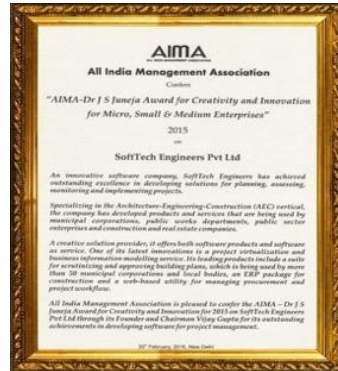 AIMA
ALL INDIA MANAGEMENT ASSOCIATION
All India Management Association
Confers
"AIMA-Dr J S Juneja Award for Creativity and Innovation
for Micro, Small & Medium Enterprises"
2015
on
SoftTech Engineers Pvt Ltd
An innovative software company, SoftTech Engineers has achieved
outstanding excellence in developing solutions for planning, assessing,
monitoring and implementing projects.
Specializing in the Architecture-Engineering-Construction (AEC) vertical,
the company has developed products and services that are being used by
municipal corporations, public works departments, public sector
enterprises and construction and real estate companies.
A creative solution provider, it offers both software products and software
as service. One of its latest innovations is a project virtualization and
business information modelling service. Its leading products include a suite
for scrutinizing and approving building plans, which is being used by more
than 50 municipal corporations and local bodies, an ERP package for
construction and a web-based utility for managing procurement and
project workflow.
All India Management Association is pleased to confer the AIMA – Dr J S
Juneja Award for Creativity and Innovation for 2015 on SoftTech Engineers
Pvt Ltd through its Founder and Chairman Vijay Gupta for its outstanding
achievements in developing software for project management.
20th February, 2016, New Delhi